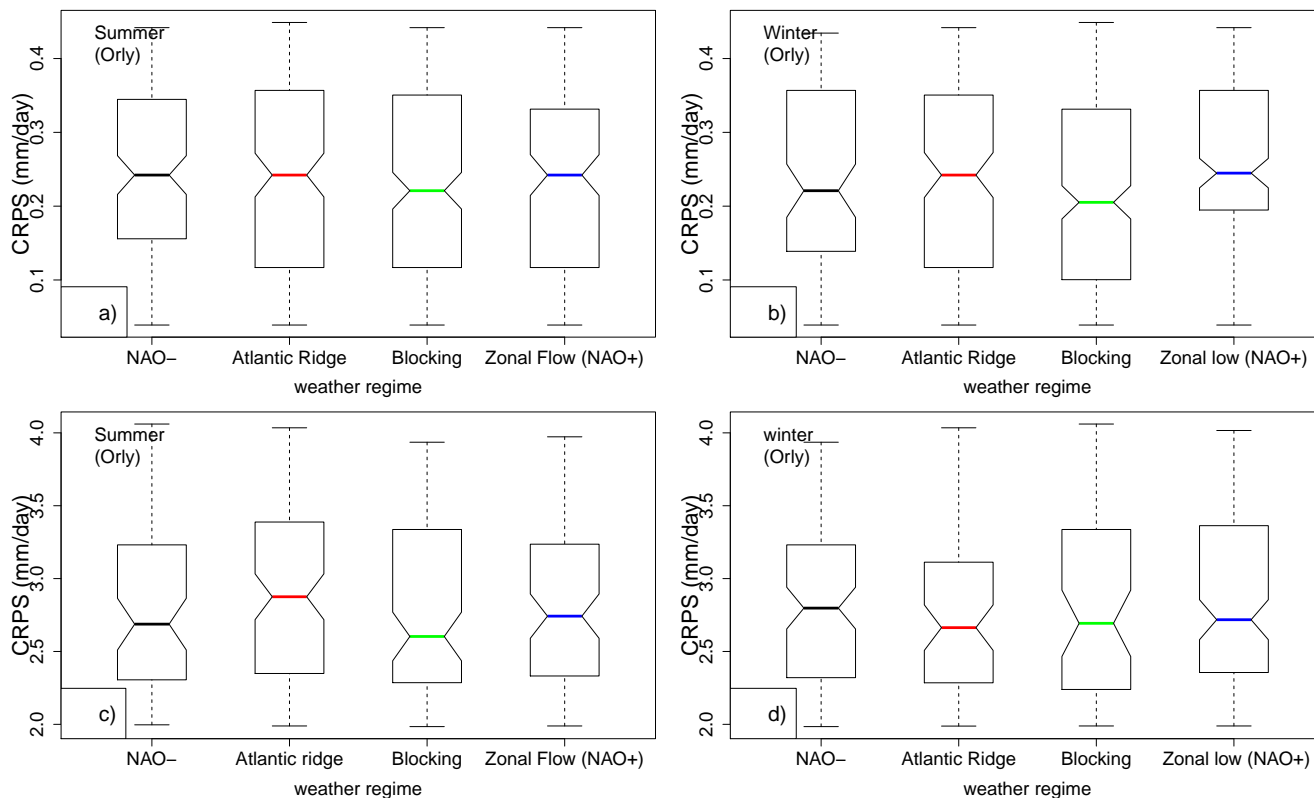 Summer
(Orly)
CRPS (mm/day)
0.1 0.2 0.3 0.4
a)
NAO− Atlantic Ridge Blocking Zonal Flow (NAO+)
weather regime
Winter
(Orly)
CRPS (mm/day)
0.1 0.2 0.3 0.4
b)
NAO− Atlantic Ridge Blocking Zonal low (NAO+)
weather regime
Summer
(Orly)
CRPS (mm/day)
2.0 2.5 3.0 3.5 4.0
c)
NAO− Atlantic ridge Blocking Zonal Flow (NAO+)
weather regime
winter
(Orly)
CRPS (mm/day)
2.0 2.5 3.0 3.5 4.0
d)
NAO− Atlantic Ridge Blocking Zonal low (NAO+)
weather regime